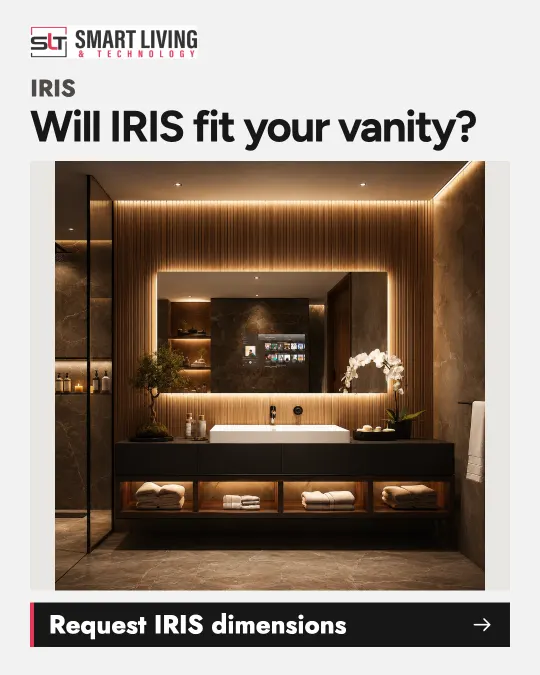 SLT SMART LIVING
& TECHNOLOGY
IRIS
Will IRIS fit your vanity?
Request IRIS dimensions